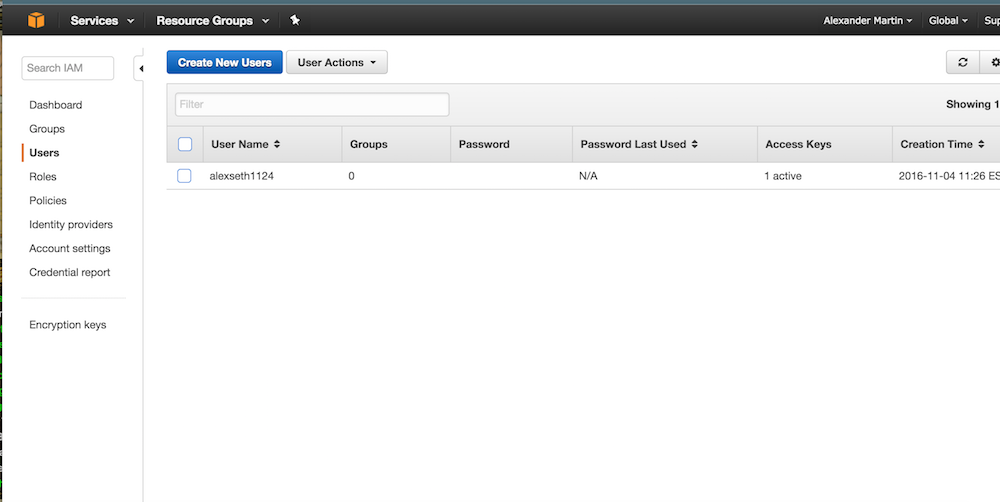 Services Resource Groups Alexander Martin Global Sup
Search IAM
Create New Users User Actions
Dashboard
Groups
Users
Roles
Policies
Identity providers
Account settings
Credential report
Encryption keys
Filter
Showing 1
User Name Groups Password Password Last Used Access Keys Creation Time
alexseth1124 0 N/A 1 active 2016-11-04 11:26 ES